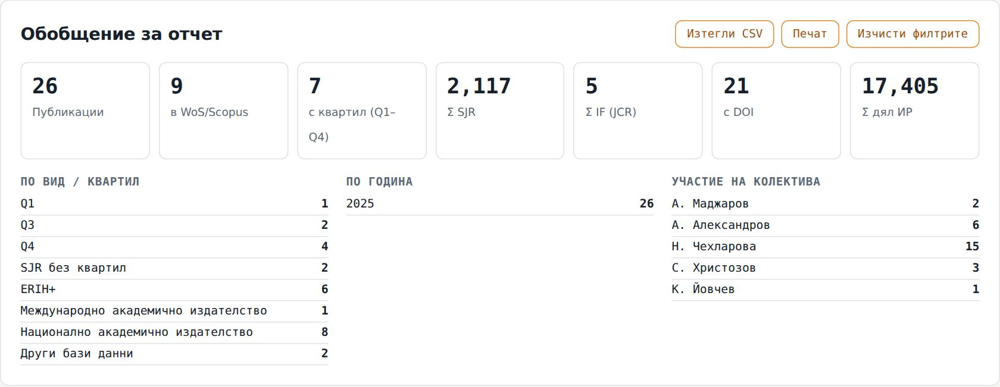 Обобщение за отчет
Изтегли CSV
Печат
Изчисти филтрите
26
Публикации
9
в WoS/Scopus
7
с квартил (Q1–
Q4)
2,117
Σ SJR
5
Σ IF (JCR)
21
с DOI
17,405
Σ дял ИР
ПО ВИД / КВАРТИЛ
Q1 1
Q3 2
Q4 4
SJR без квартил 2
ERIH+ 6
Международно академично издателство 1
Национално академично издателство 8
Други бази данни 2
ПО ГОДИНА
2025 26
УЧАСТИЕ НА КОЛЕКТИВА
А. Маджаров 2
А. Александров 6
Н. Чехларова 15
С. Христозов 3
К. Йовчев 1